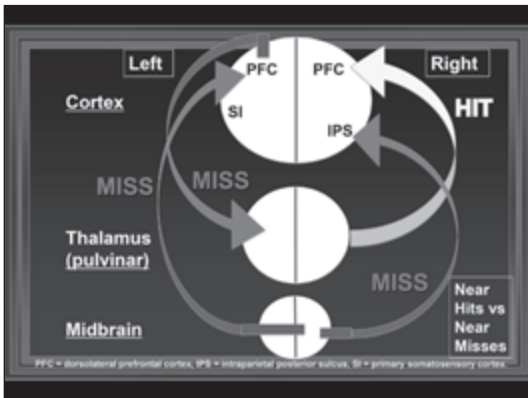 Left
Right
PFC
PFC
Cortex
SI
HIT
IPS
MISS
MISS
Thalamus
(pulvinar)
MISS
Near
Hits vs
Near
Misses
Midbrain
PFC = dorsolateral prefrontal cortex, IPS = intraparietal posterior sulcus, SI = primary somatosensory cortex